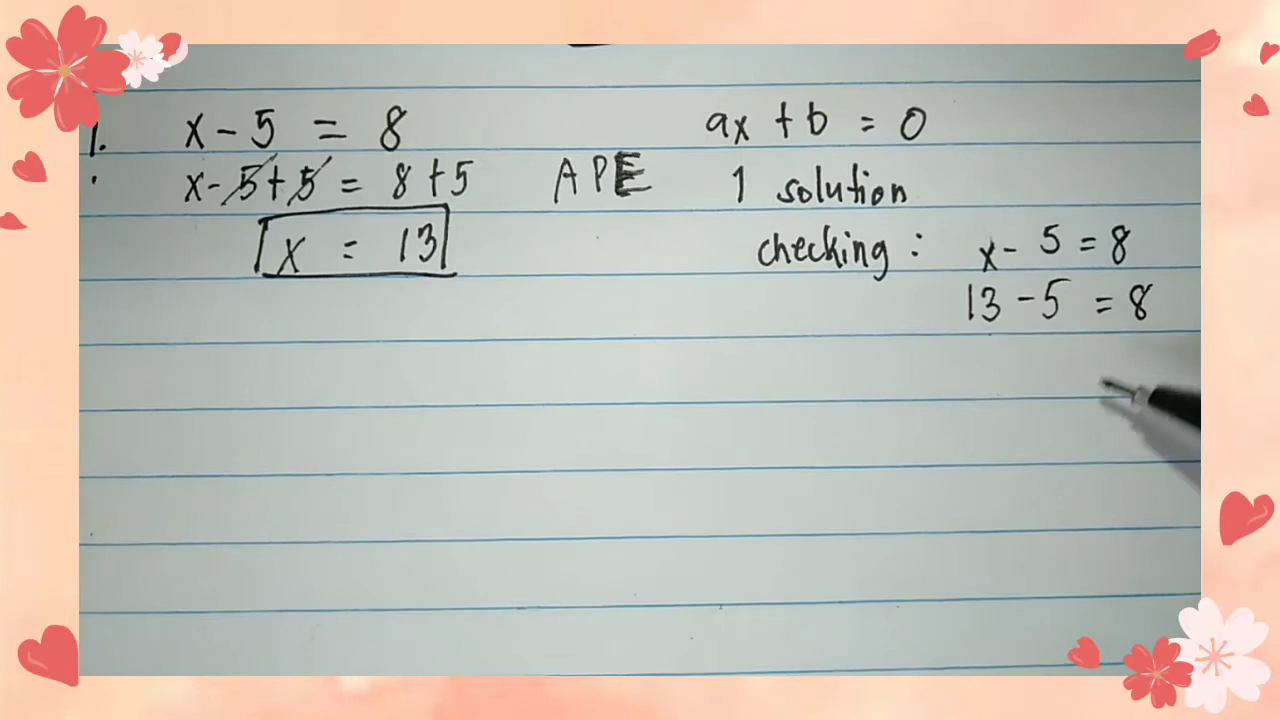 1. x - 5 = 8
x - 5 + 5 = 8 + 5 APE
x = 13
ax + b = 0
1 solution
checking : x - 5 = 8
13 - 5 = 8